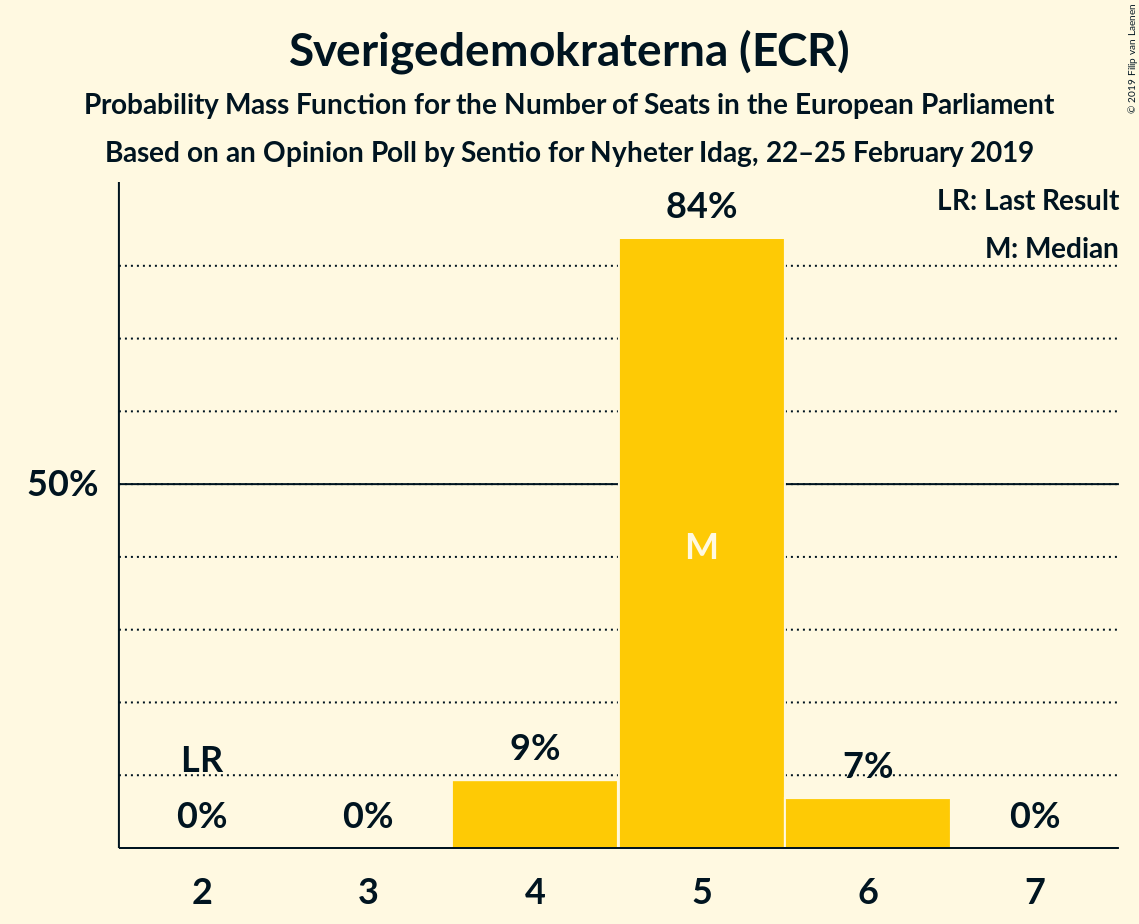 Sverigedemokraterna (ECR)
Probability Mass Function for the Number of Seats in the European Parliament
Based on an Opinion Poll by Sentio for Nyheter Idag, 22–25 February 2019
© 2019 Filip van Laenen
LR: Last Result
M: Median
84%
50%
M
LR
9%
7%
0%
0%
0%
2
3
4
5
6
7